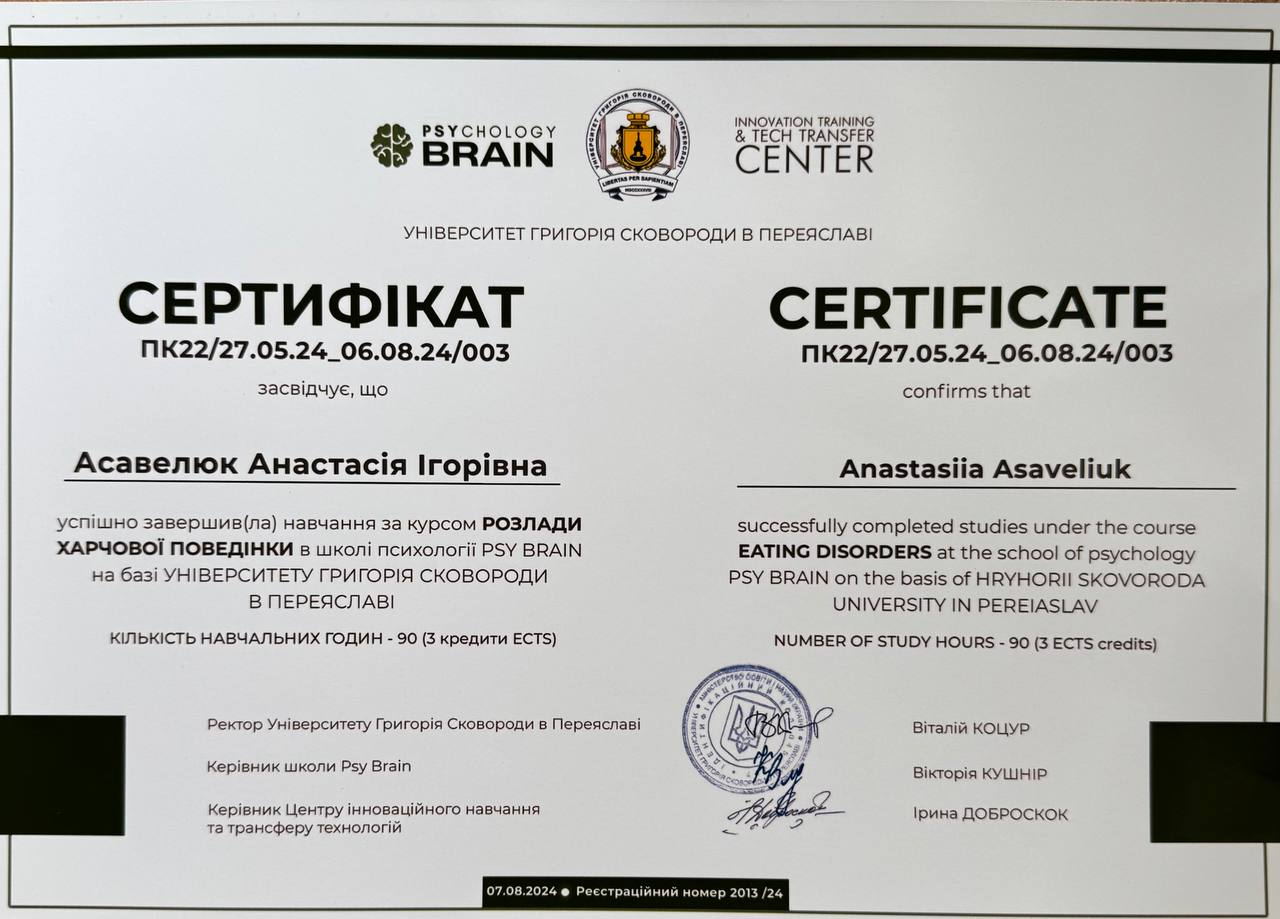 PSYCHOLOGY
BRAIN
УНІВЕРСИТЕТ ГРИГОРІЯ СКОВОРОДИ В ПЕРЕЯСЛАВІ
LIBERTAS PER SAPIENTIAM
INNOVATION TRAINING
& TECH TRANSFER
CENTER
УНІВЕРСИТЕТ ГРИГОРІЯ СКОВОРОДИ В ПЕРЕЯСЛАВІ
СЕРТИФІКАТ
ПК22/27.05.24_06.08.24/003
засвідчує, що
Асавелюк Анастасія Ігорівна
успішно завершив(ла) навчання за курсом РОЗЛАДИ
ХАРЧОВОЇ ПОВЕДІНКИ в школі психології PSY BRAIN
на базі УНІВЕРСИТЕТУ ГРИГОРІЯ СКОВОРОДИ
В ПЕРЕЯСЛАВІ
КІЛЬКІСТЬ НАВЧАЛЬНИХ ГОДИН - 90 (3 кредити ECTS)
CERTIFICATE
ПК22/27.05.24_06.08.24/003
confirms that
Anastasiia Asaveliuk
successfully completed studies under the course
EATING DISORDERS at the school of psychology
PSY BRAIN on the basis of HRYHORII SKOVORODA
UNIVERSITY IN PEREIASLAV
NUMBER OF STUDY HOURS - 90 (3 ECTS credits)
Ректор Університету Григорія Сковороди в Переяславі
Віталій КОЦУР
Керівник школи Psy Brain
Вікторія КУШНІР
Керівник Центру інноваційного навчання
та трансферу технологій
Ірина ДОБРОСКОК
07.08.2024 ● Реєстраційний номер 2013 /24